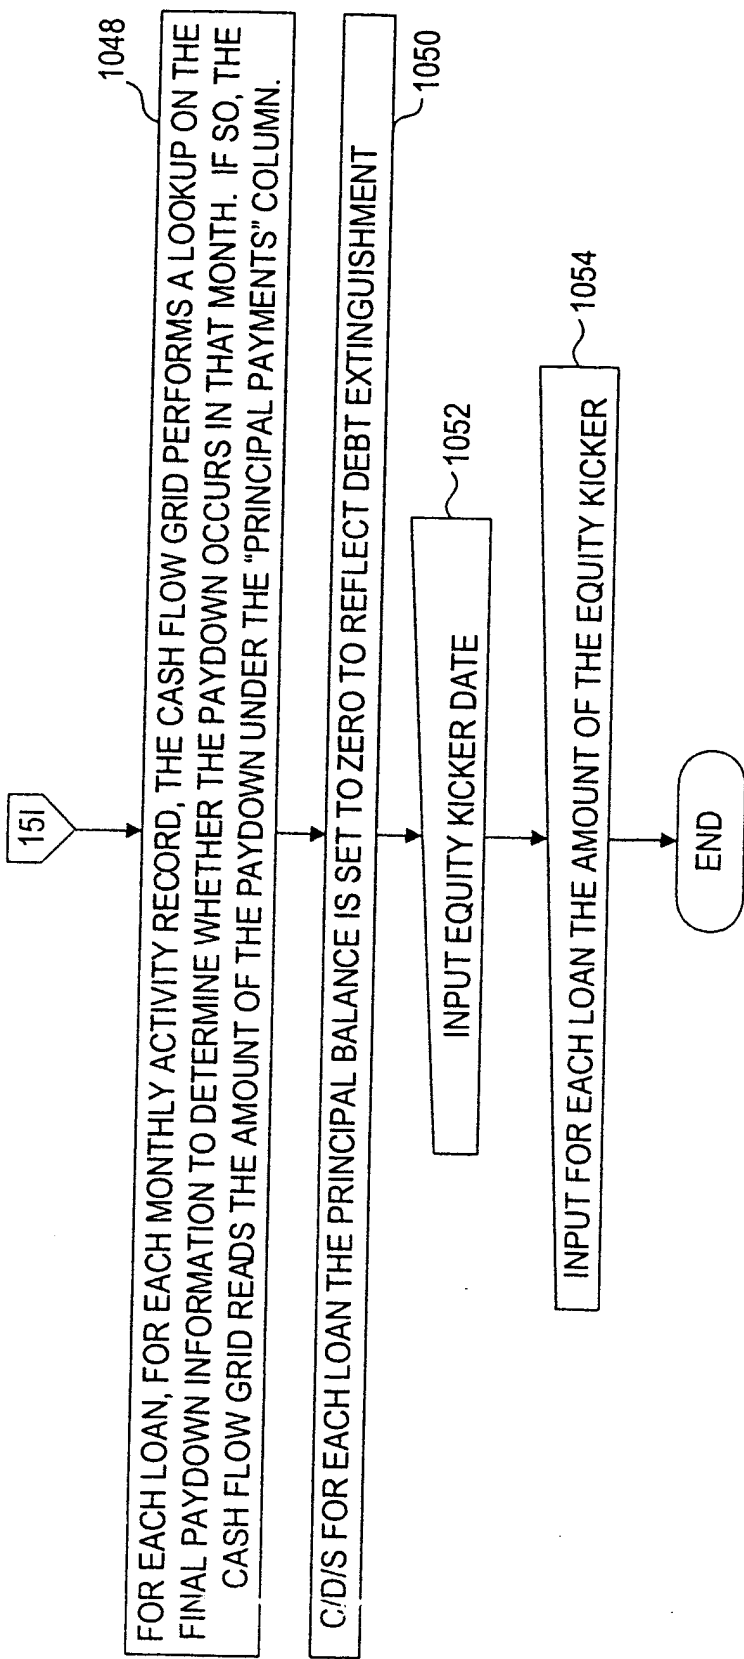 15I
FOR EACH LOAN, FOR EACH MONTHLY ACTIVITY RECORD, THE CASH FLOW GRID PERFORMS A LOOKUP ON THE
FINAL PAYDOWN INFORMATION TO DETERMINE WHETHER THE PAYDOWN OCCURS IN THAT MONTH. IF SO, THE
CASH FLOW GRID READS THE AMOUNT OF THE PAYDOWN UNDER THE "PRINCIPAL PAYMENTS" COLUMN.
1048
C/D/S FOR EACH LOAN THE PRINCIPAL BALANCE IS SET TO ZERO TO REFLECT DEBT EXTINGUISHMENT
1050
INPUT EQUITY KICKER DATE
1052
INPUT FOR EACH LOAN THE AMOUNT OF THE EQUITY KICKER
1054
END